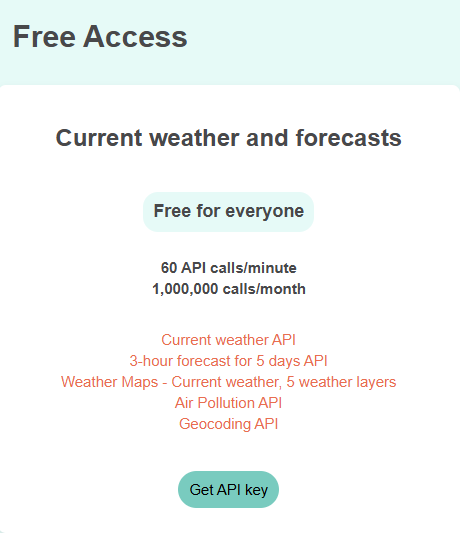 Free Access
Current weather and forecasts
Free for everyone
60 API calls/minute
1,000,000 calls/month
Current weather API
3-hour forecast for 5 days API
Weather Maps - Current weather, 5 weather layers
Air Pollution API
Geocoding API
Get API key